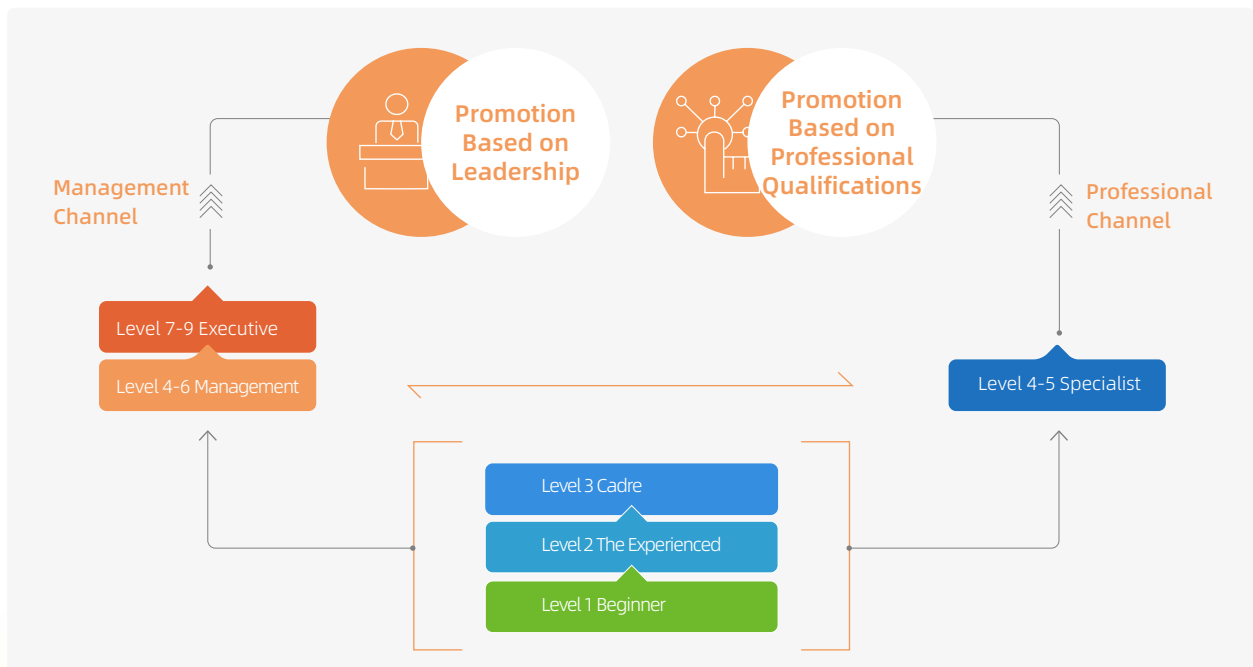 Promotion
Based on
Leadership
Promotion
Based on
Professional
Qualifications
Management
Channel
Professional
Channel
Level 7-9 Executive
Level 4-6 Management
Level 4-5 Specialist
Level 3 Cadre
Level 2 The Experienced
Level 1 Beginner